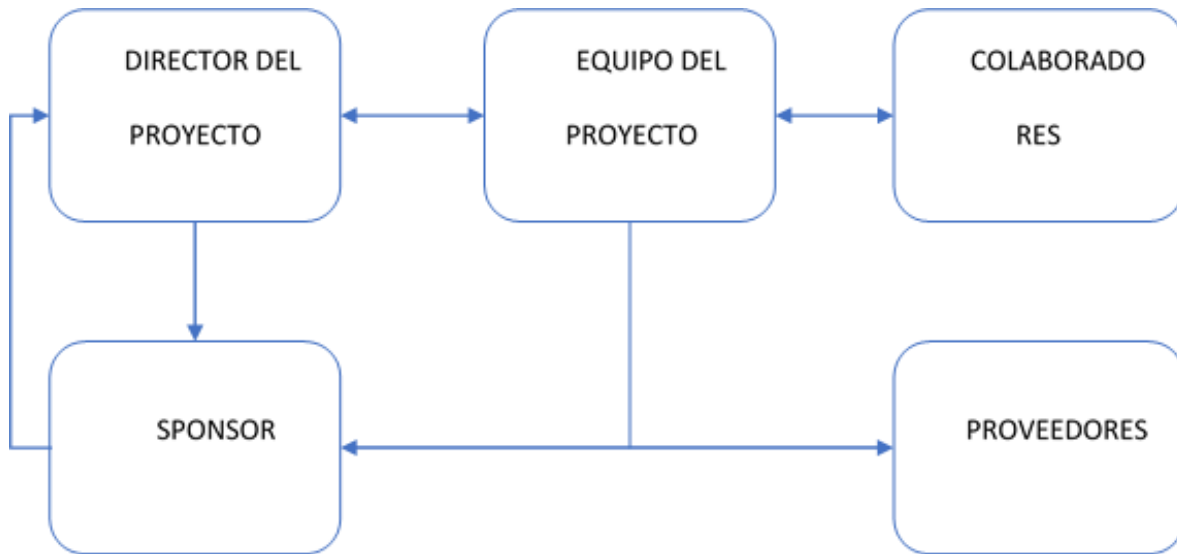 DIRECTOR DEL
PROYECTO
EQUIPO DEL
PROYECTO
COLABORADO
RES
SPONSOR
PROVEEDORES